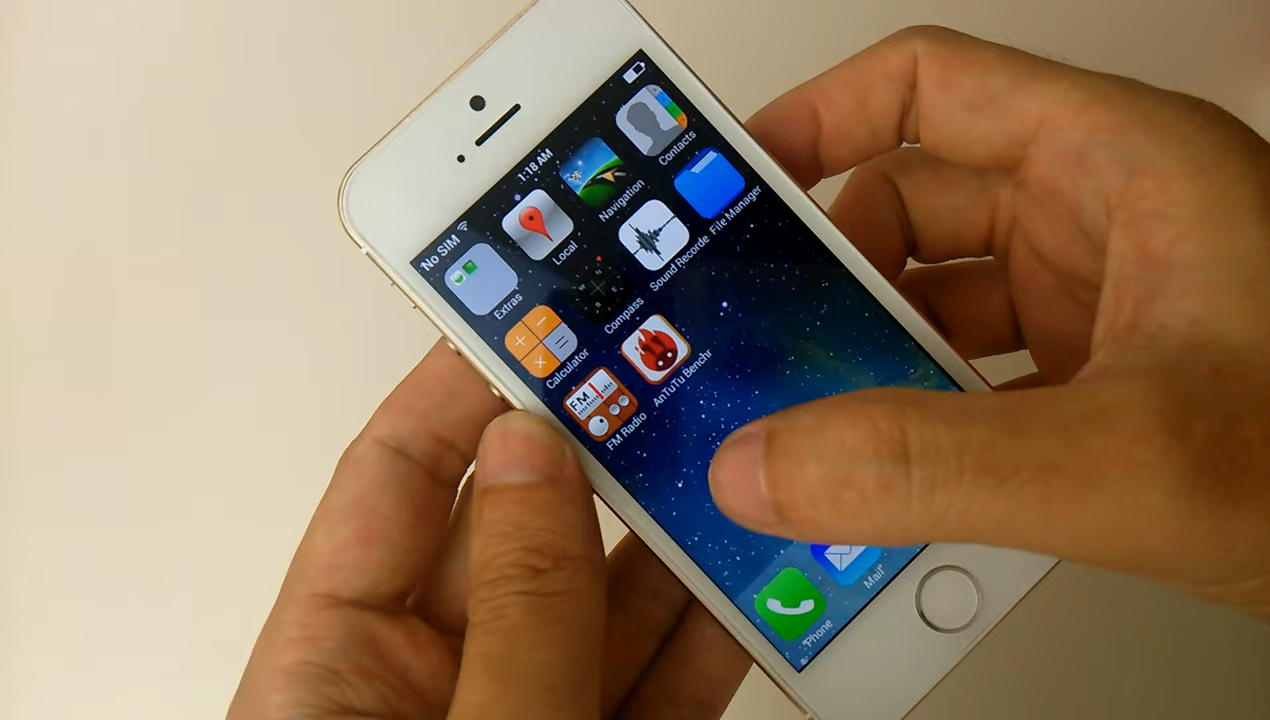 No SIM
1:18 AM
Extras
Local
Navigation
Contacts
Calculator
Compass
Sound Recorde
File Manager
FM
FM Radio
AnTuTu Benchr
Phone
Mail